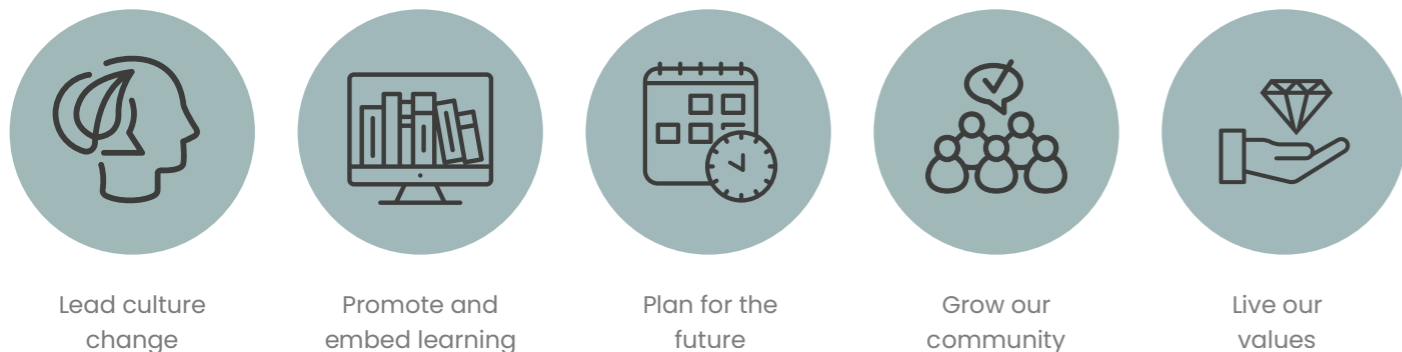 Lead culture
change
Promote and
embed learning
Plan for the
future
Grow our
community
Live our
values